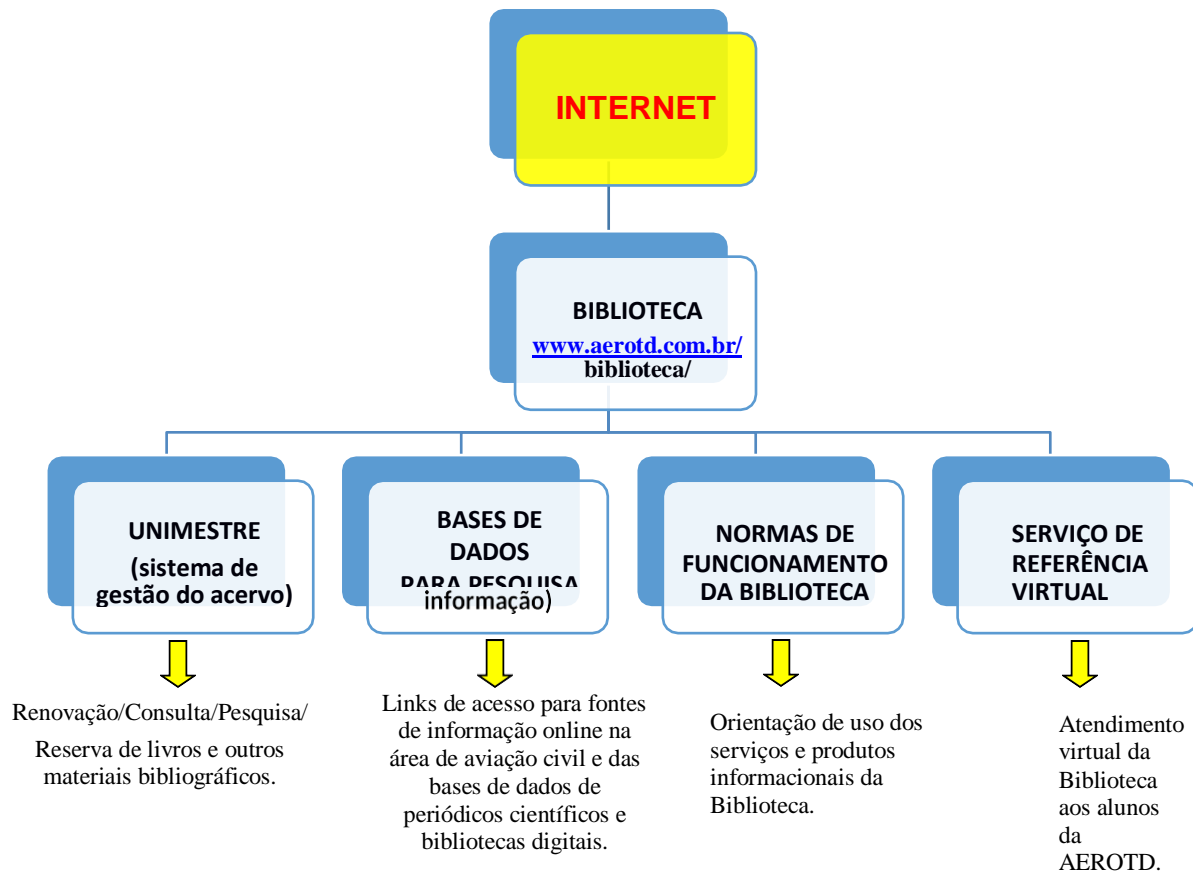 INTERNET
BIBLIOTECA
www.aerotd.com.br/
biblioteca/
UNIMESTRE
(sistema de
gestão do acervo)
BASES DE
DADOS
PARA PESQUISA
informação)
NORMAS DE
FUNCIONAMENTO
DA BIBLIOTECA
SERVIÇO DE
REFERÊNCIA
VIRTUAL
Renovação/Consulta/Pesquisa/
Reserva de livros e outros
materiais bibliográficos.
Links de acesso para fontes
de informação online na
área de aviação civil e das
bases de dados de
periódicos científicos e
bibliotecas digitais.
Orientação de uso dos
serviços e produtos
informacionais da
Biblioteca.
Atendimento
virtual da
Biblioteca
aos alunos
da
AEROTD.